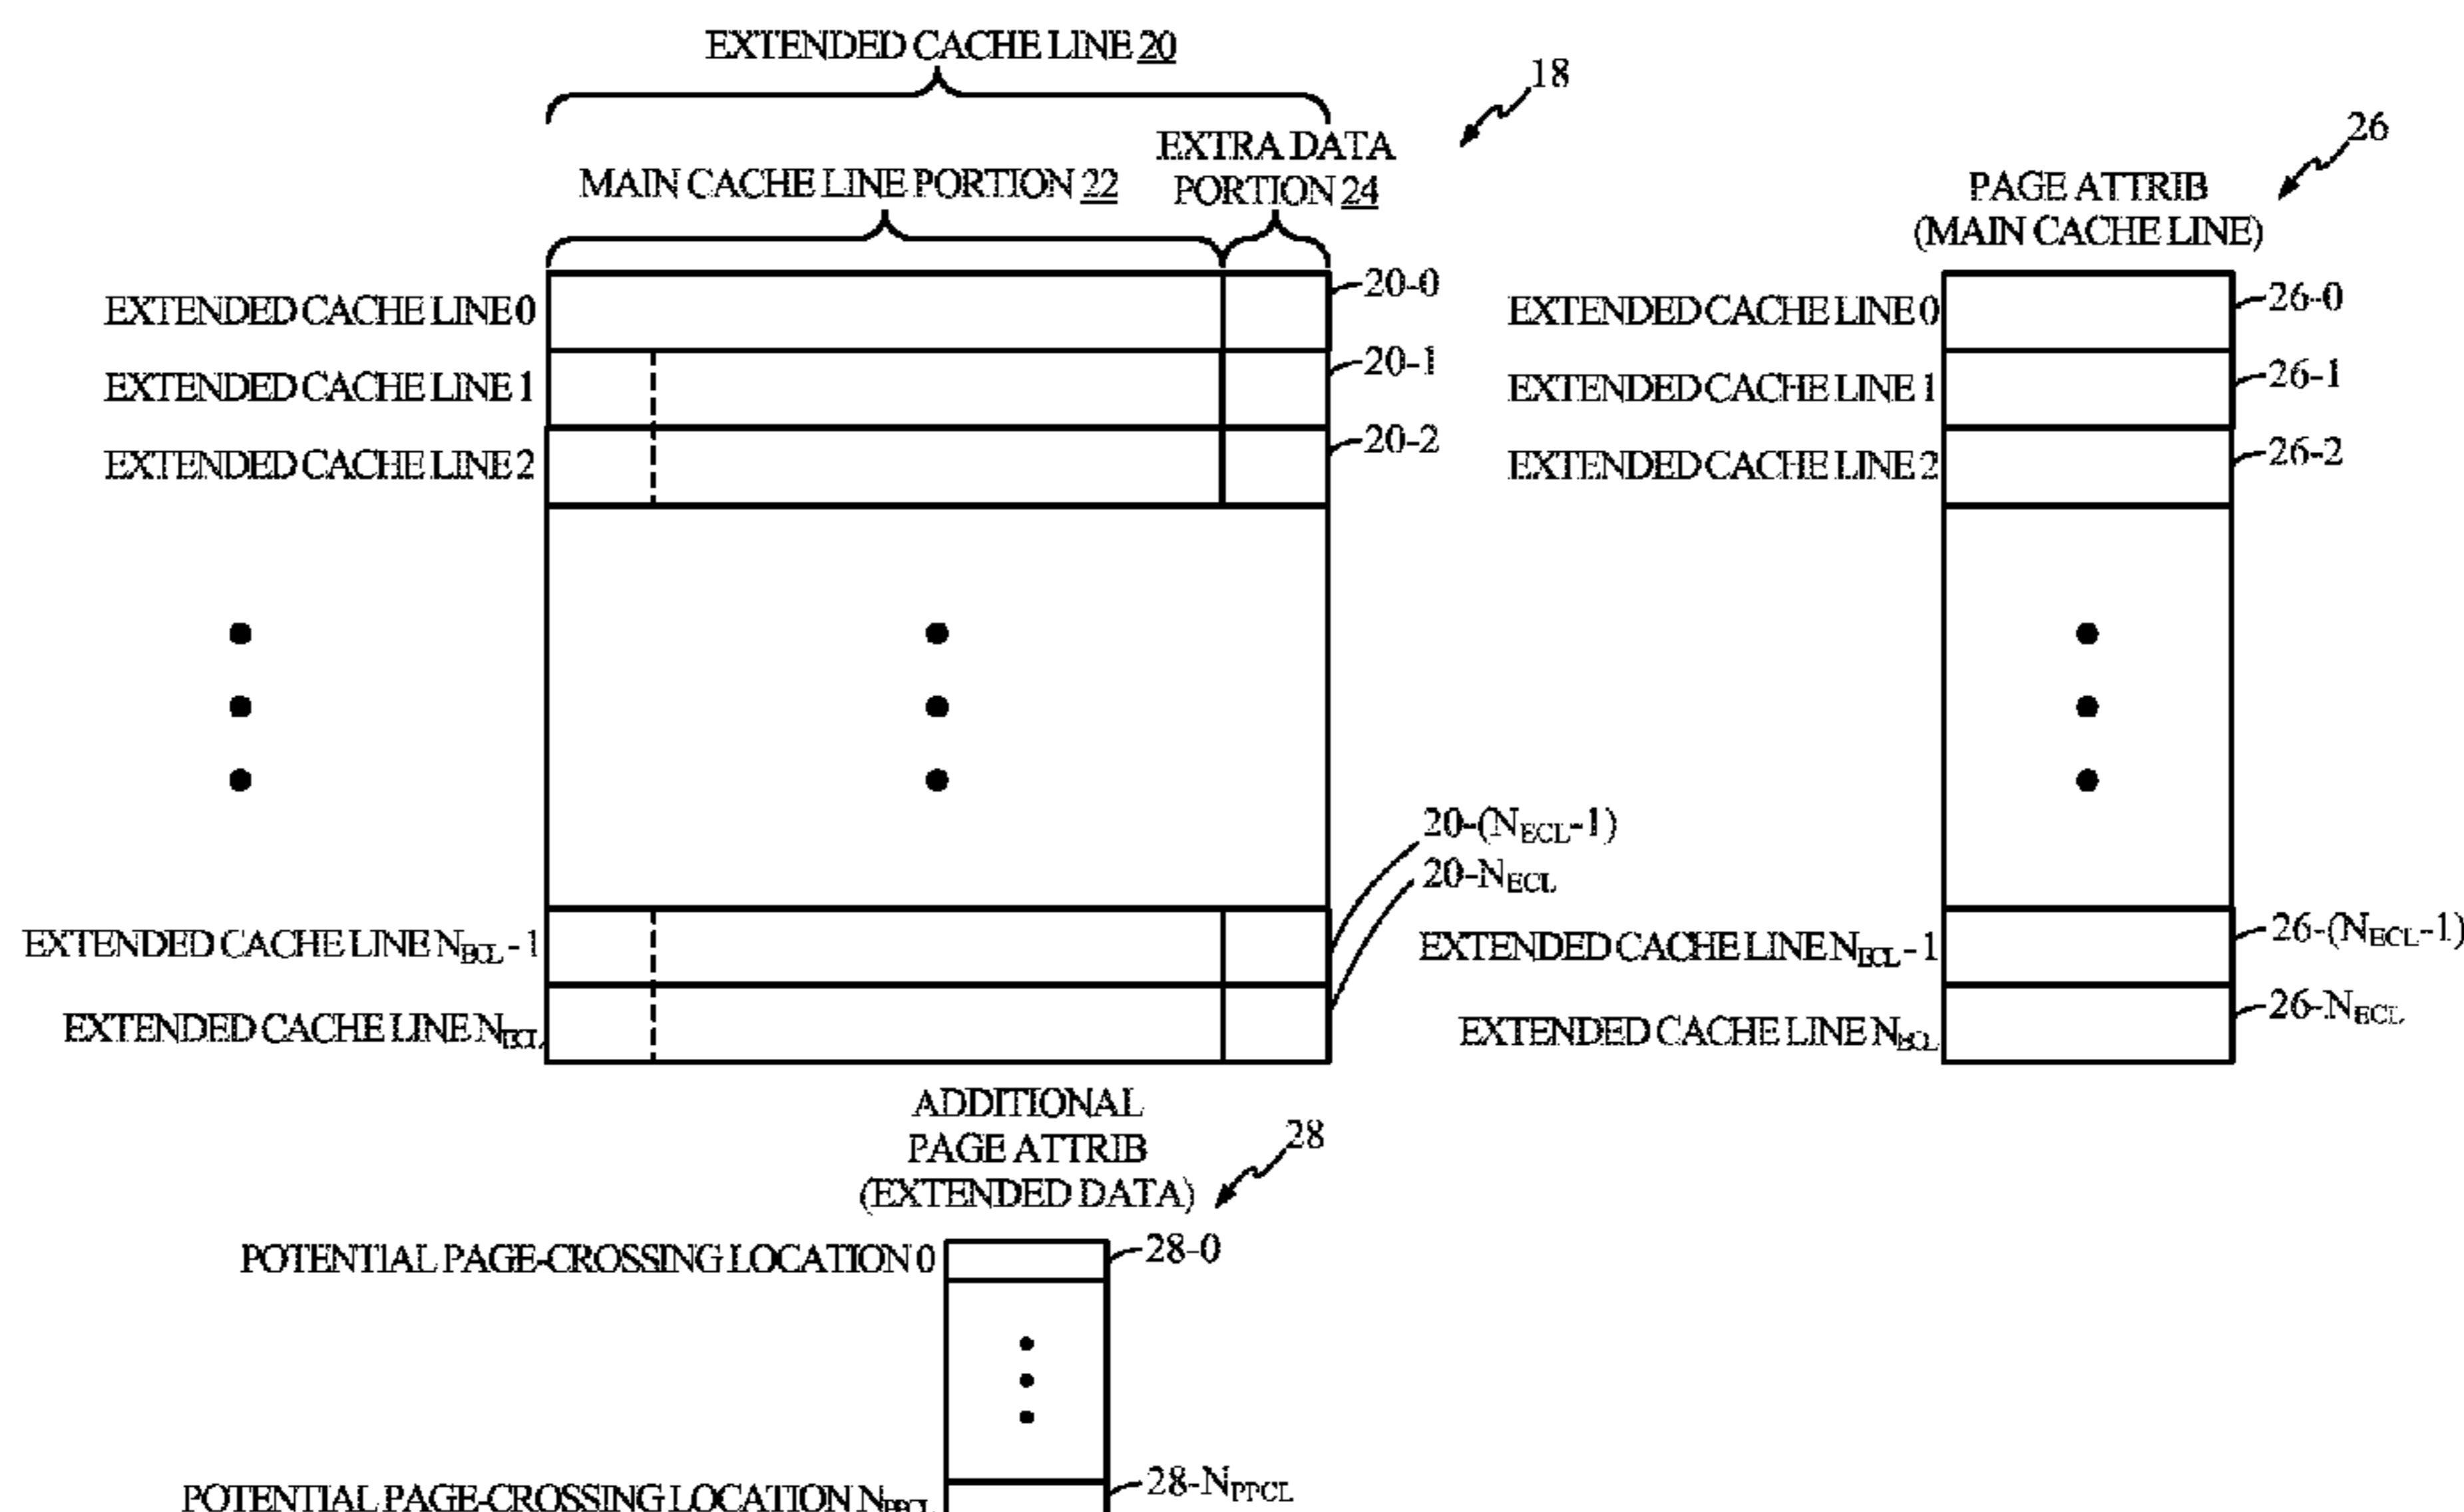 EXTENDED CACHE LINE 20
18
MAIN CACHE LINE PORTION 22
EXTRA DATA
PORTION 24
26
PAGE ATTRIB
(MAIN CACHE LINE)
EXTENDED CACHE LINE 0
20-0
EXTENDED CACHE LINE 0
26-0
EXTENDED CACHE LINE 1
20-1
EXTENDED CACHE LINE 1
26-1
EXTENDED CACHE LINE 2
20-2
EXTENDED CACHE LINE 2
26-2
20-(NECL-1)
20-NECL
EXTENDED CACHE LINE NECL - 1
EXTENDED CACHE LINE NECL - 1
26-(NECL-1)
EXTENDED CACHE LINE NECL
EXTENDED CACHE LINE NECL
26-NECL
ADDITIONAL
PAGE ATTRIB
(EXTENDED DATA)
28
POTENTIAL PAGE-CROSSING LOCATION 0
28-0
POTENTIAL PAGE-CROSSING LOCATION NPPCL
28-NPPCL